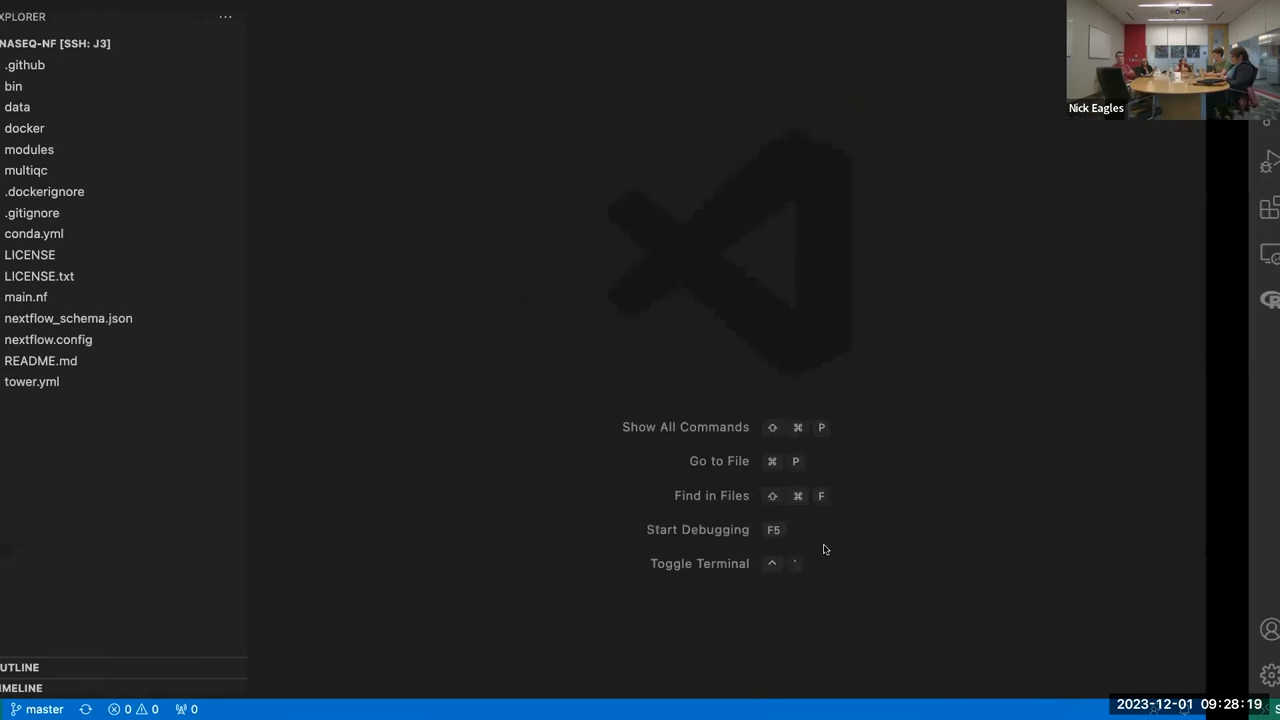 XPLORER
NASEQ-NF [SSH: J3]
.github
bin
data
docker
modules
multiqc
.dockerignore
.gitignore
conda.yml
LICENSE
LICENSE.txt
main.nf
nextflow_schema.json
nextflow.config
README.md
tower.yml
UTLINE
IMELINE
master
0 0 0
Show All Commands ⇧ ⌘ P
Go to File ⌘ P
Find in Files ⇧ ⌘ F
Start Debugging F5
Toggle Terminal ^ `
Nick Eagles
2023-12-01 09:28:19